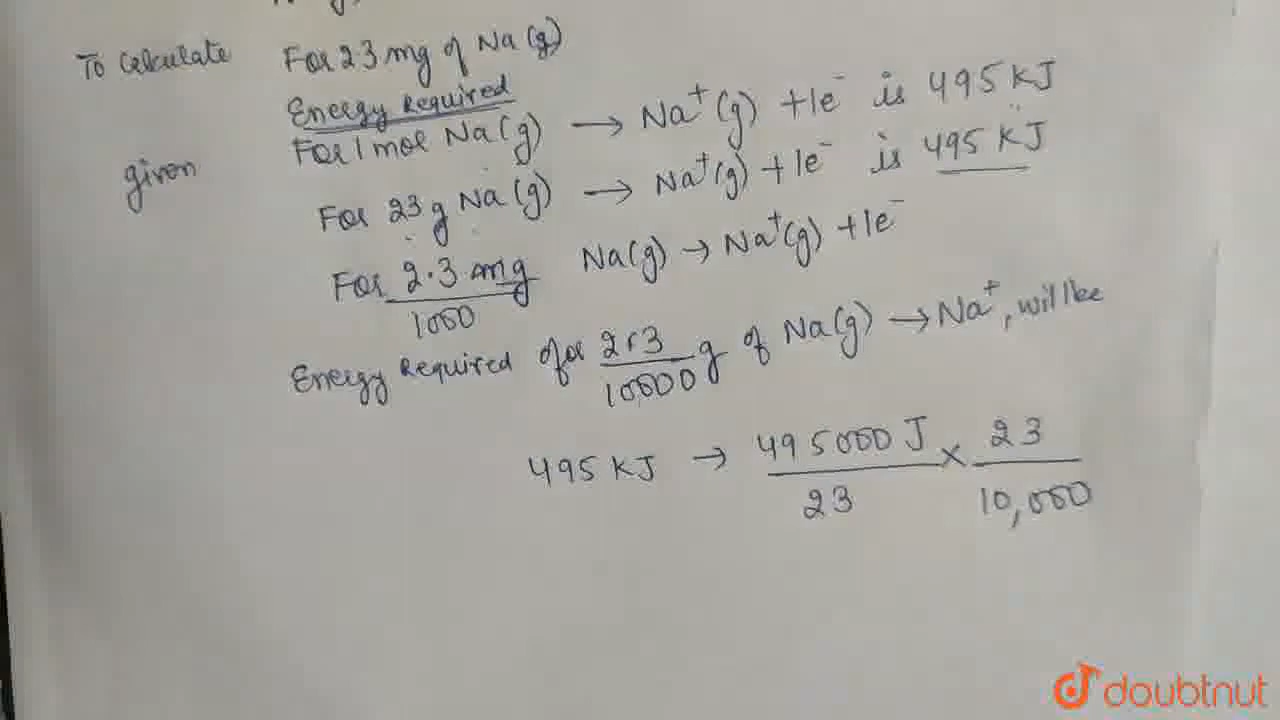 To Calculate For 23 mg of Na(g)
Energy Required
given For 1 mol Na(g) → Na⁺(g) + 1e⁻ is 495 KJ
For 23 g Na(g) → Na⁺(g) + 1e⁻ is 495 KJ
For 2.3 mg / 1000 Na(g) → Na⁺(g) + 1e⁻
Energy Required for 2.3 / 10000 g of Na(g) → Na⁺, will be
495 KJ → 495000 J / 23 × 23 / 10,000
doubtnut